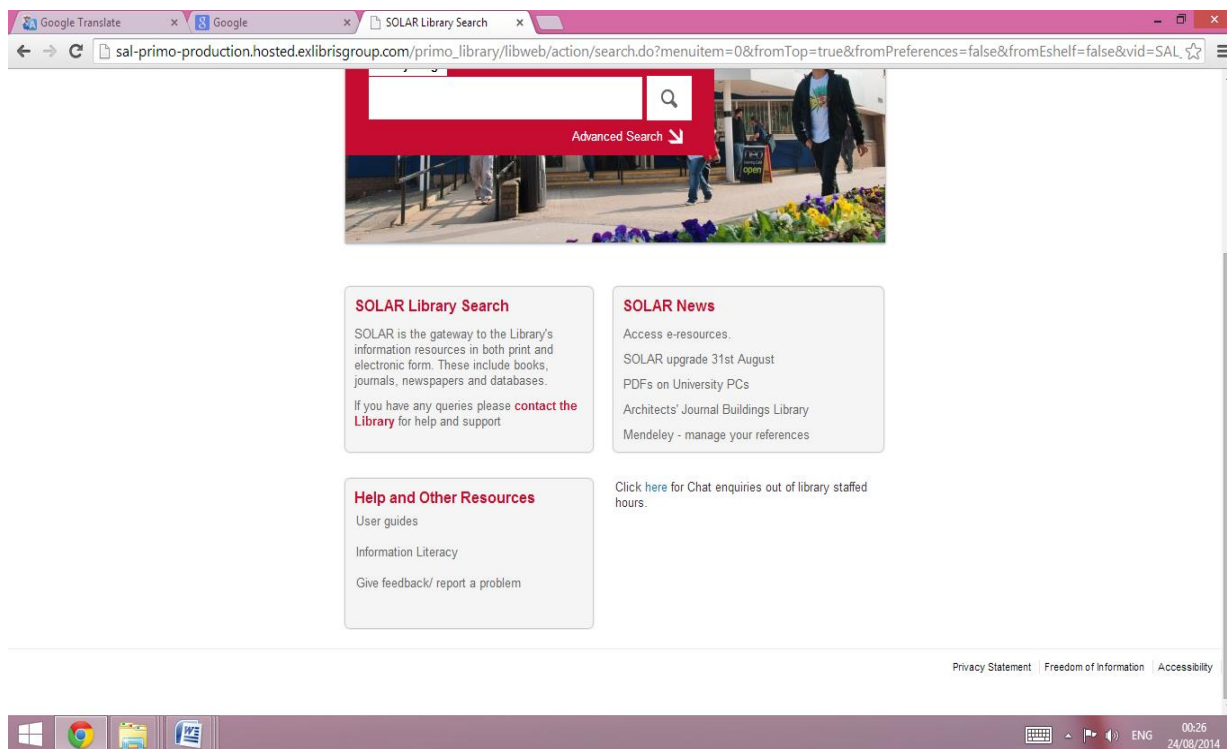 Google Translate
Google
SOLAR Library Search
sal-primo-production.hosted.exlibrisgroup.com/primo_library/libweb/action/search.do?menuitem=0&fromTop=true&fromPreferences=false&fromEshelf=false&vid=SAL_
Advanced Search
open
SOLAR Library Search
SOLAR is the gateway to the Library's
information resources in both print and
electronic form. These include books,
journals, newspapers and databases.
If you have any queries please contact the
Library for help and support
SOLAR News
Access e-resources.
SOLAR upgrade 31st August
PDFs on University PCs
Architects' Journal Buildings Library
Mendeley - manage your references
Help and Other Resources
User guides
Information Literacy
Give feedback/ report a problem
Click here for Chat enquiries out of library staffed
hours.
Privacy Statement Freedom of Information Accessibility
ENG
00:26
24/08/2014